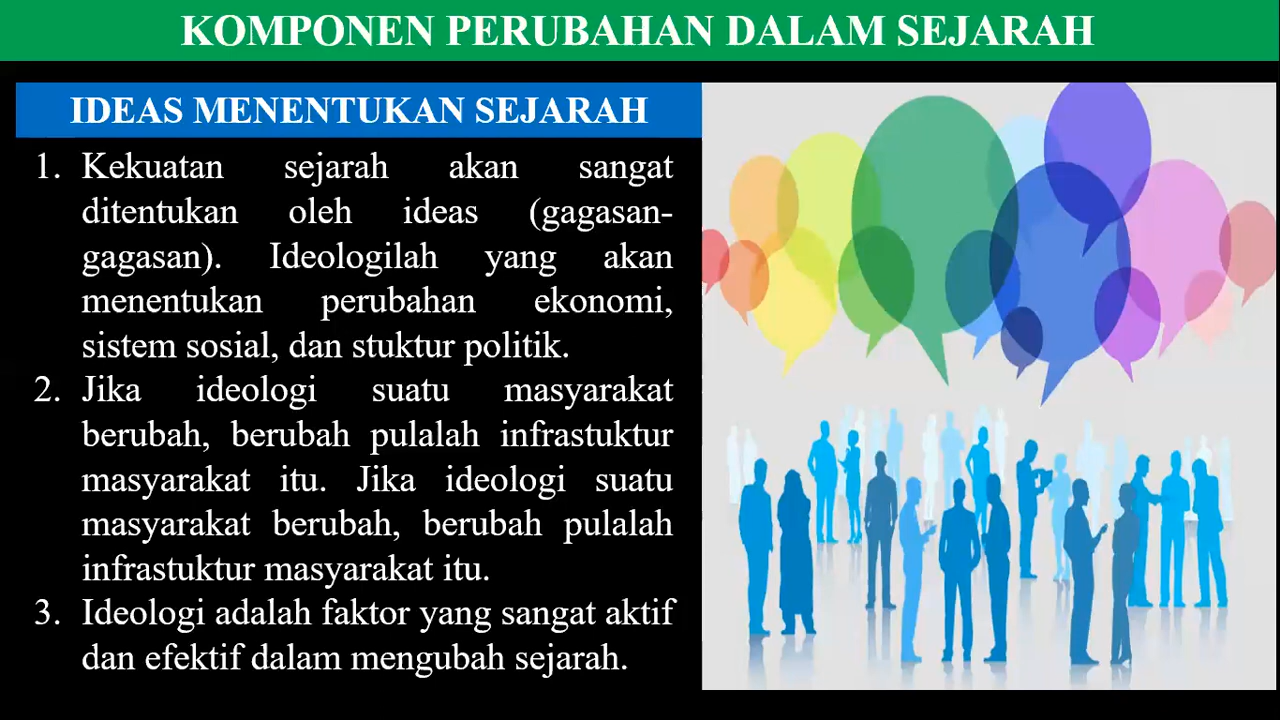 KOMPONEN PERUBAHAN DALAM SEJARAH
IDEAS MENENTUKAN SEJARAH
1. Kekuatan sejarah akan sangat
ditentukan oleh ideas (gagasan-
gagasan). Ideologilah yang akan
menentukan perubahan ekonomi,
sistem sosial, dan stuktur politik.
2. Jika ideologi suatu masyarakat
berubah, berubah pulalah infrastuktur
masyarakat itu. Jika ideologi suatu
masyarakat berubah, berubah pulalah
infrastuktur masyarakat itu.
3. Ideologi adalah faktor yang sangat aktif
dan efektif dalam mengubah sejarah.